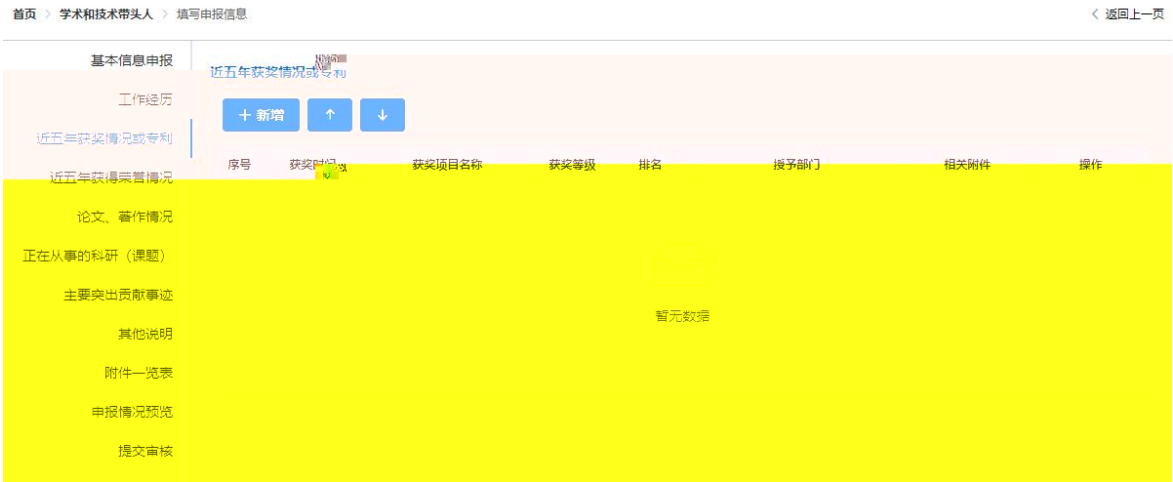 首页 > 学术和技术带头人 > 填写申报信息
< 返回上一页
基本信息申报
工作经历
近五年获奖情况或专利
近五年获得荣誉情况
论文、著作情况
正在从事的科研（课题）
主要突出贡献事迹
其他说明
附件一览表
申报情况预览
提交审核
近五年获奖情况或专利
+ 新增 ↑ ↓
序号 获奖时间 获奖项目名称 获奖等级 排名 授予部门 相关附件 操作
暂无数据